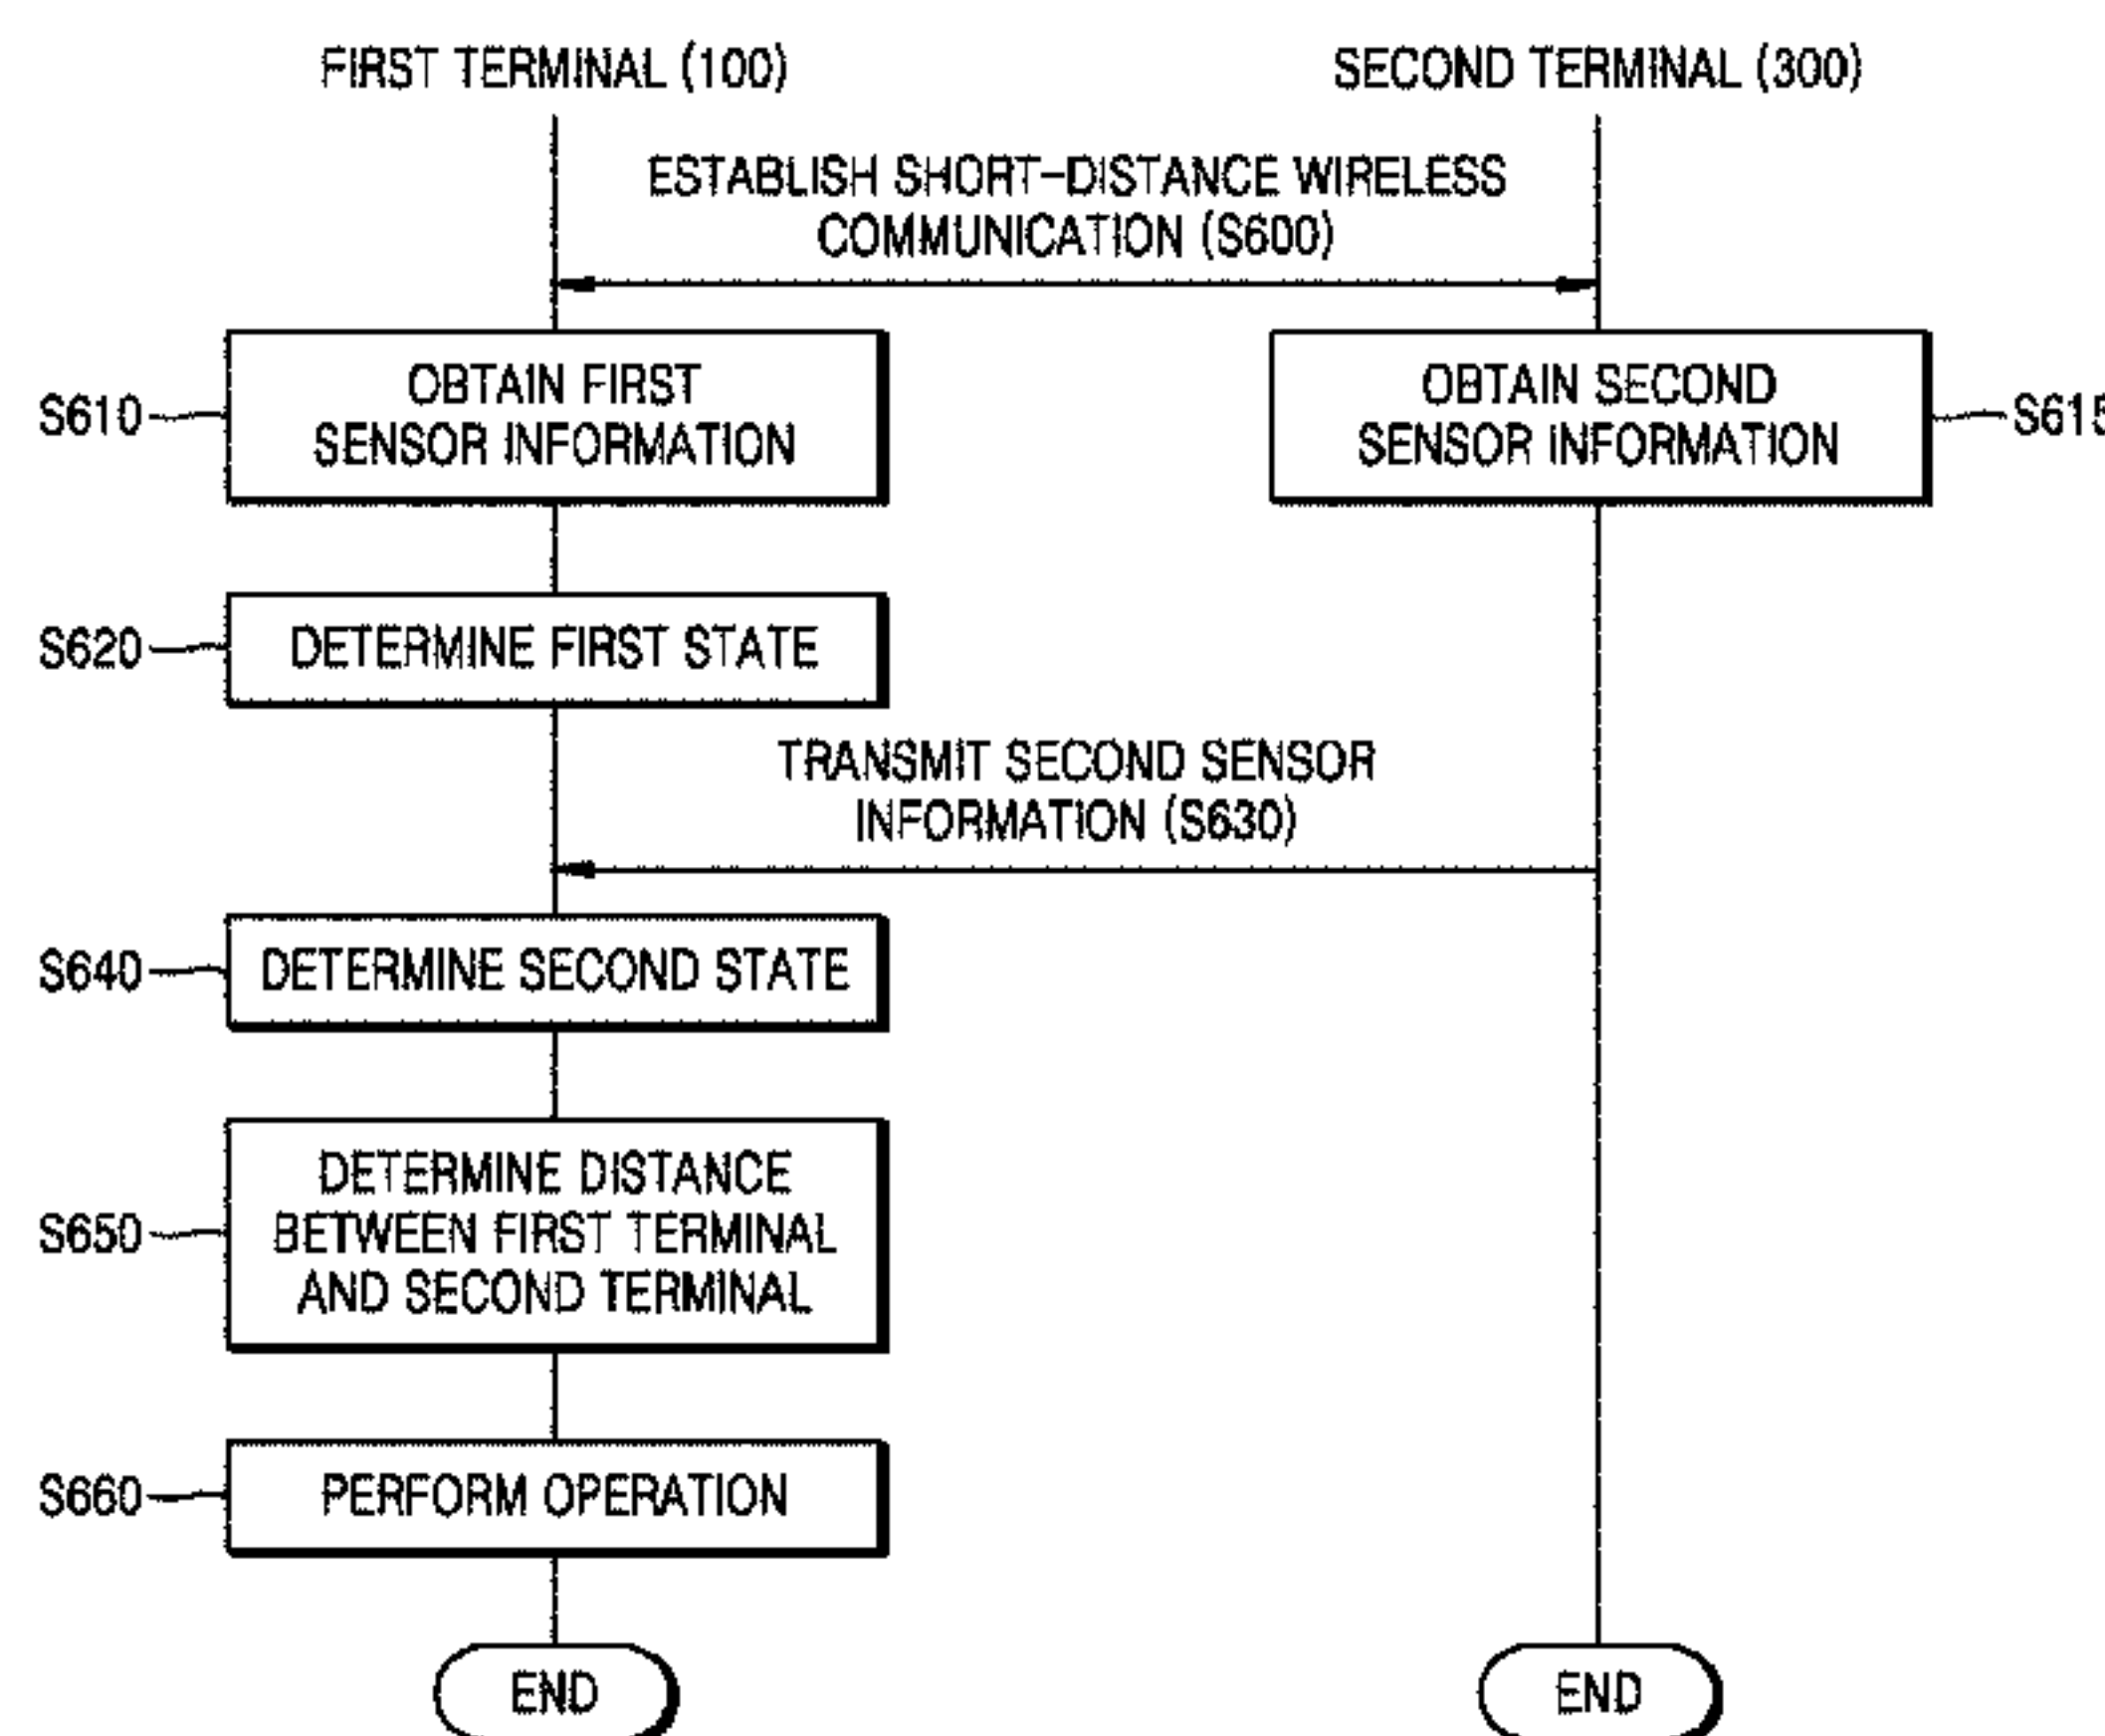 FIRST TERMINAL (100)
SECOND TERMINAL (300)
ESTABLISH SHORT-DISTANCE WIRELESS
COMMUNICATION (S600)
S610
OBTAIN FIRST
SENSOR INFORMATION
OBTAIN SECOND
SENSOR INFORMATION
S615
S620
DETERMINE FIRST STATE
TRANSMIT SECOND SENSOR
INFORMATION (S630)
S640
DETERMINE SECOND STATE
S650
DETERMINE DISTANCE
BETWEEN FIRST TERMINAL
AND SECOND TERMINAL
S660
PERFORM OPERATION
END
END